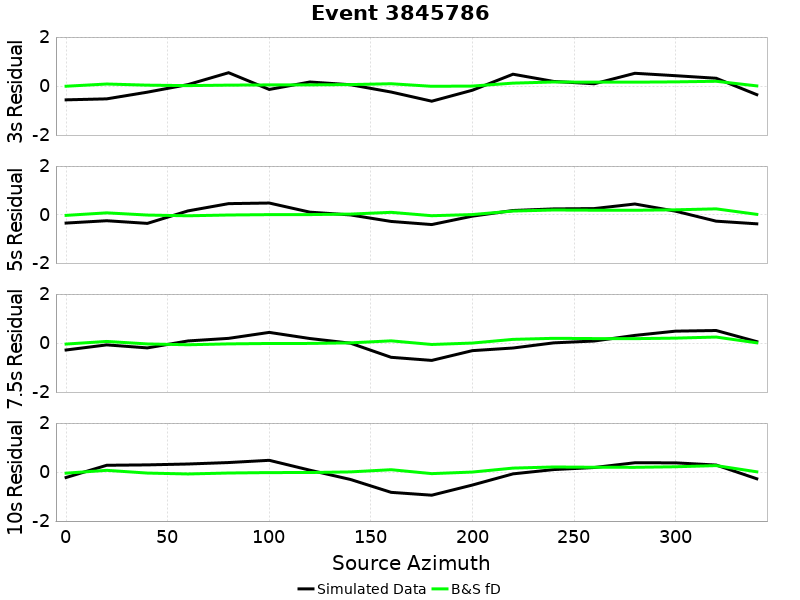 Event 3845786
3s Residual
2
0
-2
5s Residual
2
0
-2
7.5s Residual
2
0
-2
10s Residual
2
0
-2
0 50 100 150 200 250 300
Source Azimuth
Simulated Data B&S fD